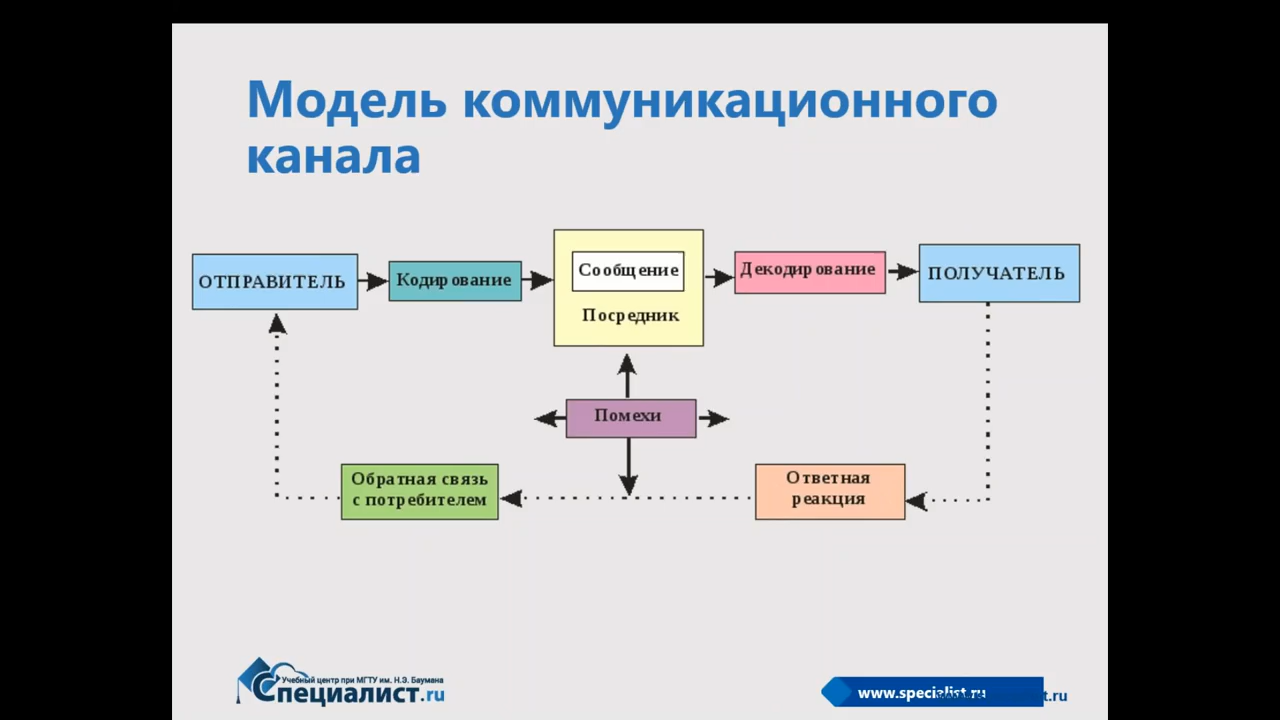 Модель коммуникационного
канала
ОТПРАВИТЕЛЬ
Кодирование
Сообщение
Посредник
Декодирование
ПОЛУЧАТЕЛЬ
Помехи
Обратная связь
с потребителем
Ответная
реакция
Учебный центр при МГТУ им. Н.Э. Баумана
Специалист.ru
www.specialist.ru